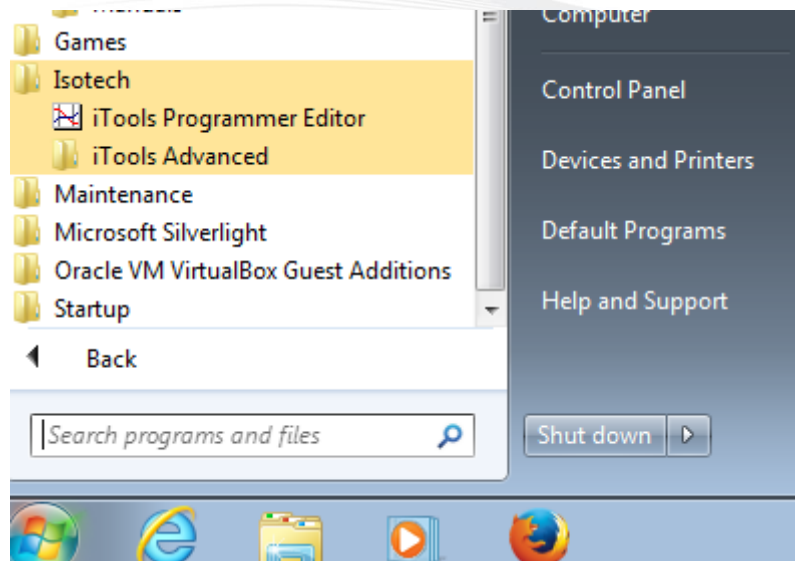 Games
Isotech
iTools Programmer Editor
iTools Advanced
Maintenance
Microsoft Silverlight
Oracle VM VirtualBox Guest Additions
Startup
Back
Search programs and files
Computer
Control Panel
Devices and Printers
Default Programs
Help and Support
Shut down